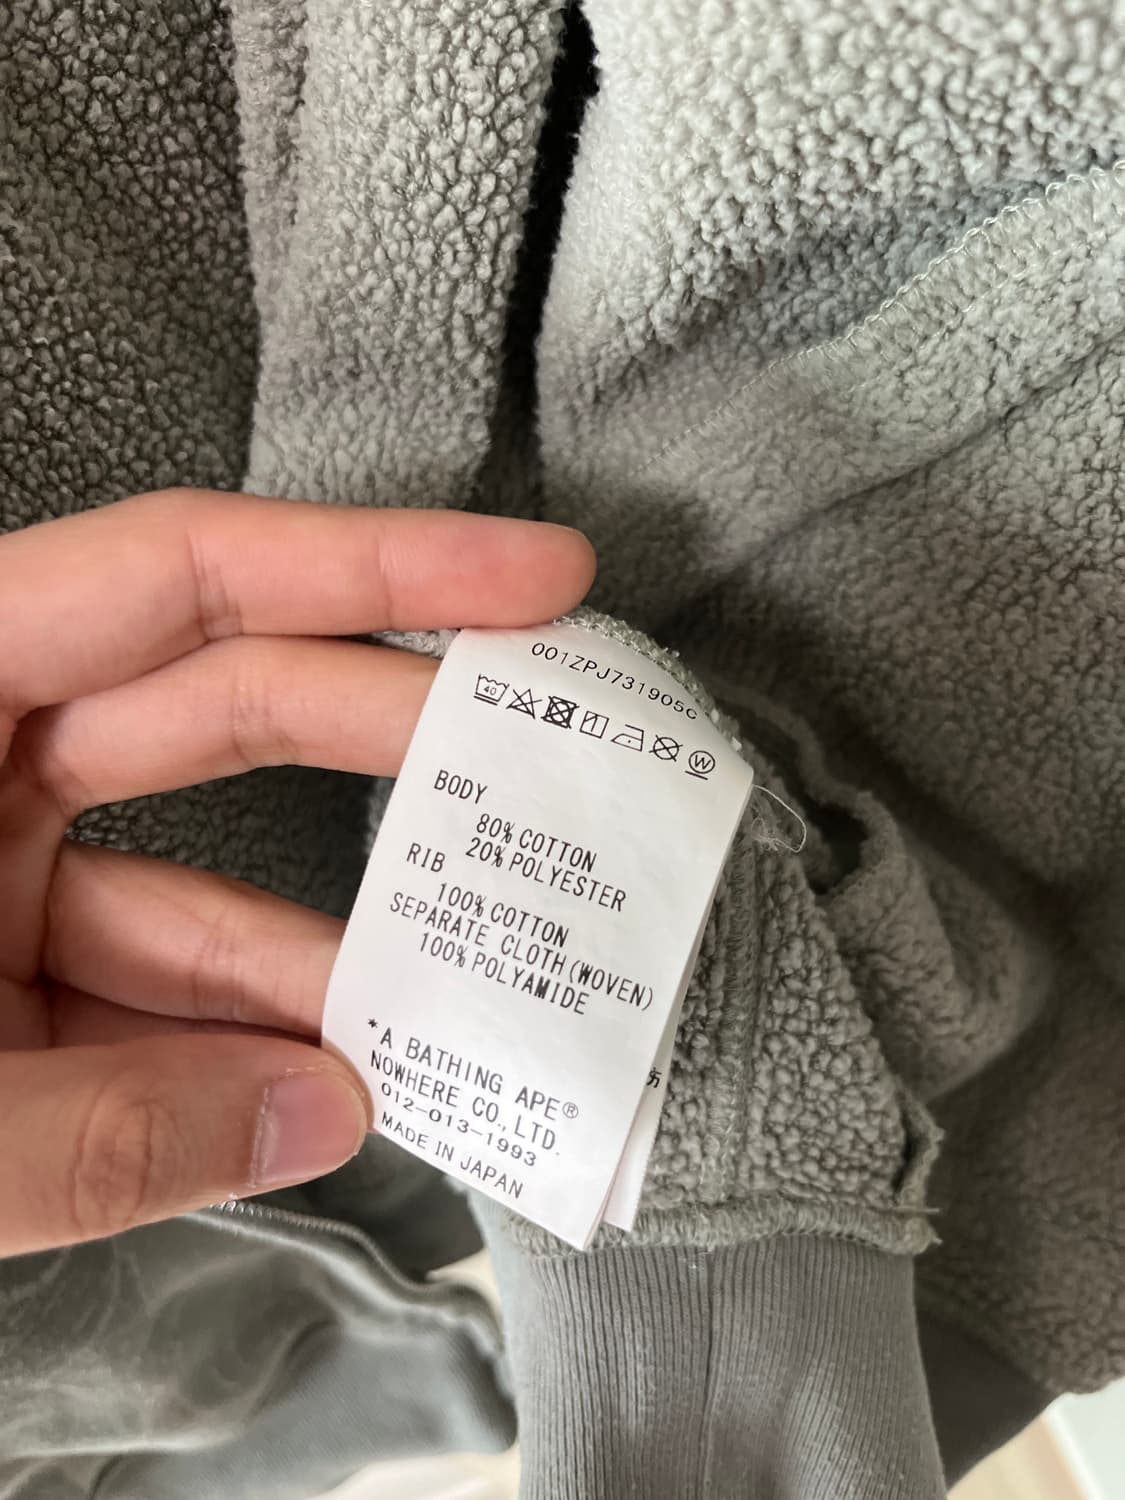 001ZPJ731905C
40
W
BODY
80% COTTON
20% POLYESTER
RIB
100% COTTON
SEPARATE CLOTH (WOVEN)
100% POLYAMIDE
*A BATHING APE®
NOWHERE CO., LTD.
012-013-1993
MADE IN JAPAN